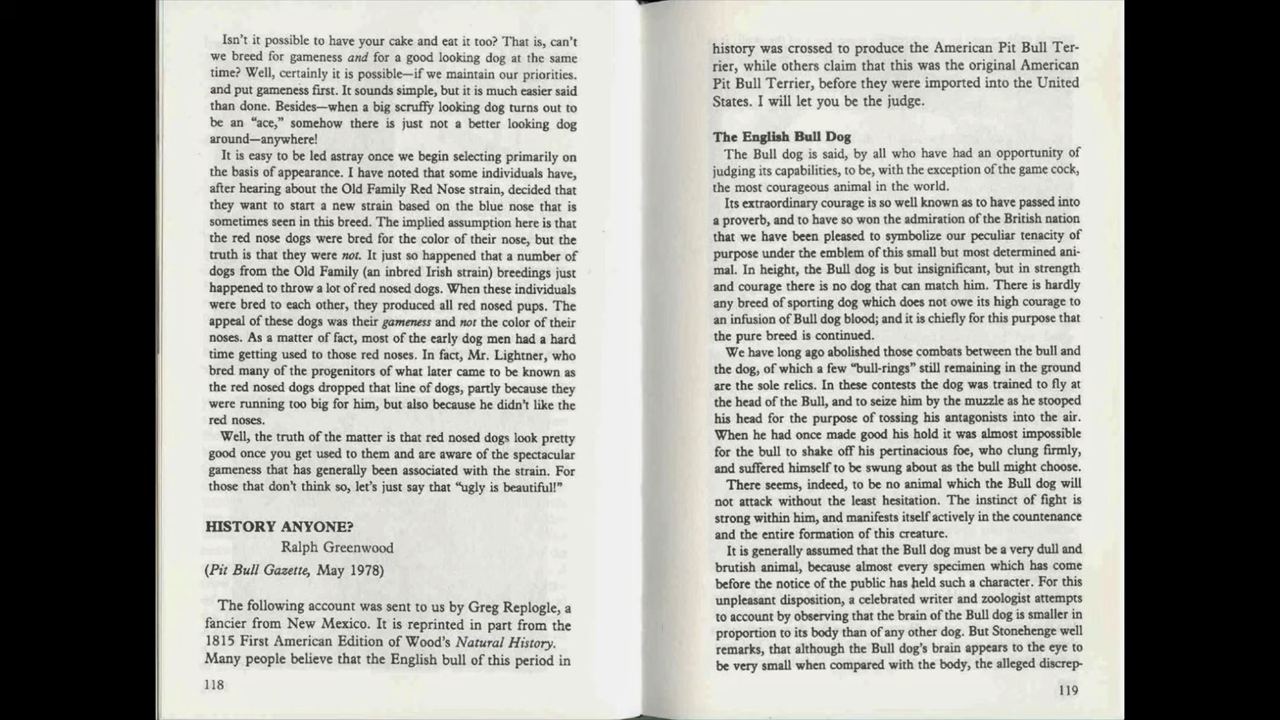 Isn't it possible to have your cake and eat it too? That is, can't
we breed for gameness and for a good looking dog at the same
time? Well, certainly it is possible—if we maintain our priorities.
and put gameness first. It sounds simple, but it is much easier said
than done. Besides—when a big scruffy looking dog turns out to
be an "ace," somehow there is just not a better looking dog
around—anywhere!
It is easy to be led astray once we begin selecting primarily on
the basis of appearance. I have noted that some individuals have,
after hearing about the Old Family Red Nose strain, decided that
they want to start a new strain based on the blue nose that is
sometimes seen in this breed. The implied assumption here is that
the red nose dogs were bred for the color of their nose, but the
truth is that they were not. It just so happened that a number of
dogs from the Old Family (an inbred Irish strain) breedings just
happened to throw a lot of red nosed dogs. When these individuals
were bred to each other, they produced all red nosed pups. The
appeal of these dogs was their gameness and not the color of their
noses. As a matter of fact, most of the early dog men had a hard
time getting used to those red noses. In fact, Mr. Lightner, who
bred many of the progenitors of what later came to be known as
the red nosed dogs dropped that line of dogs, partly because they
were running too big for him, but also because he didn't like the
red noses.
Well, the truth of the matter is that red nosed dogs look pretty
good once you get used to them and are aware of the spectacular
gameness that has generally been associated with the strain. For
those that don't think so, let's just say that "ugly is beautiful!"
HISTORY ANYONE?
Ralph Greenwood
(Pit Bull Gazette, May 1978)
The following account was sent to us by Greg Replogle, a
fancier from New Mexico. It is reprinted in part from the
1815 First American Edition of Wood's Natural History.
Many people believe that the English bull of this period in
118
history was crossed to produce the American Pit Bull Ter-
rier, while others claim that this was the original American
Pit Bull Terrier, before they were imported into the United
States. I will let you be the judge.
The English Bull Dog
The Bull dog is said, by all who have had an opportunity of
judging its capabilities, to be, with the exception of the game cock,
the most courageous animal in the world.
Its extraordinary courage is so well known as to have passed into
a proverb, and to have so won the admiration of the British nation
that we have been pleased to symbolize our peculiar tenacity of
purpose under the emblem of this small but most determined ani-
mal. In height, the Bull dog is but insignificant, but in strength
and courage there is no dog that can match him. There is hardly
any breed of sporting dog which does not owe its high courage to
an infusion of Bull dog blood; and it is chiefly for this purpose that
the pure breed is continued.
We have long ago abolished those combats between the bull and
the dog, of which a few "bull-rings" still remaining in the ground
are the sole relics. In these contests the dog was trained to fly at
the head of the Bull, and to seize him by the muzzle as he stooped
his head for the purpose of tossing his antagonists into the air.
When he had once made good his hold it was almost impossible
for the bull to shake off his pertinacious foe, who clung firmly,
and suffered himself to be swung about as the bull might choose.
There seems, indeed, to be no animal which the Bull dog will
not attack without the least hesitation. The instinct of fight is
strong within him, and manifests itself actively in the countenance
and the entire formation of this creature.
It is generally assumed that the Bull dog must be a very dull and
brutish animal, because almost every specimen which has come
before the notice of the public has held such a character. For this
unpleasant disposition, a celebrated writer and zoologist attempts
to account by observing that the brain of the Bull dog is smaller in
proportion to its body than of any other dog. But Stonehenge well
remarks, that although the Bull dog's brain appears to the eye to
be very small when compared with the body, the alleged discrep-
119